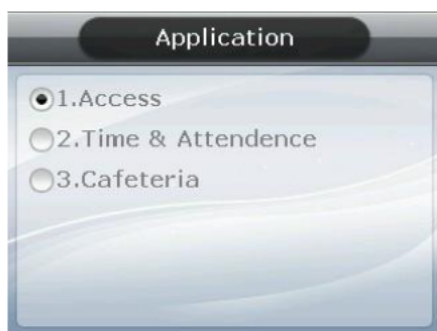 Application
1.Access
2.Time & Attendence
3.Cafeteria